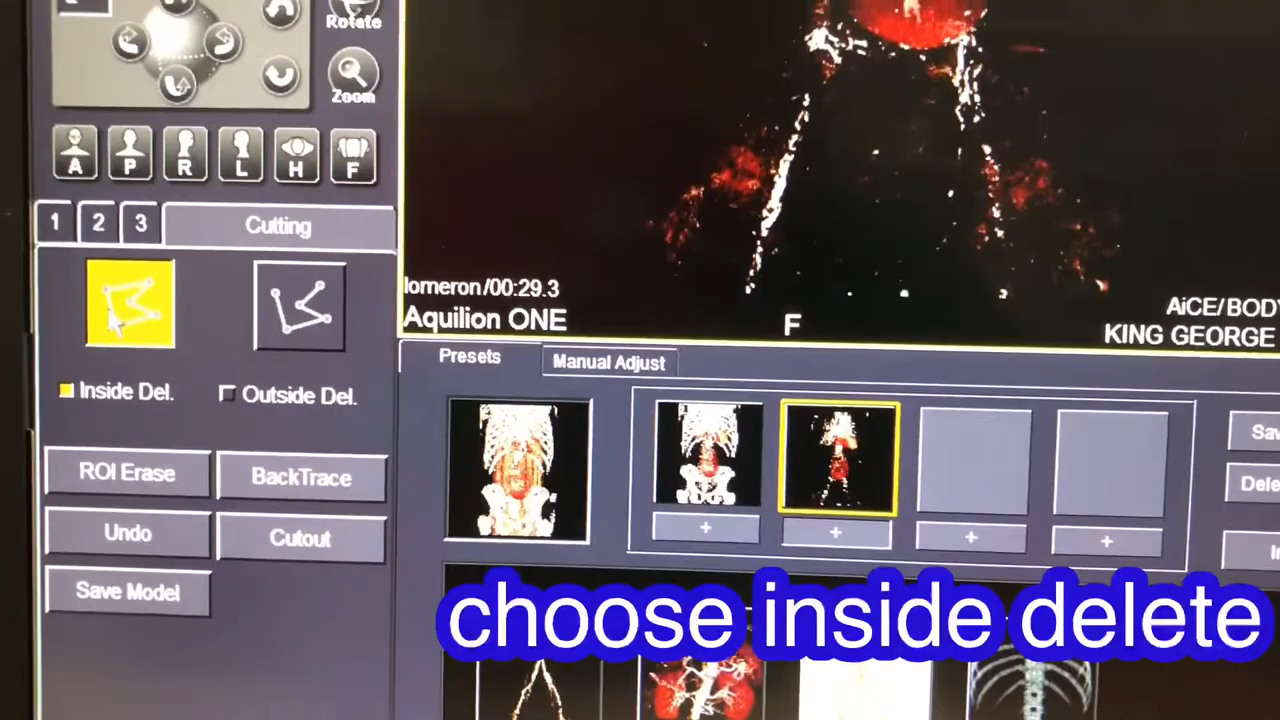 Rotate
Zoom
A P R L H F
1 2 3 Cutting
Inside Del. Outside Del.
ROI Erase BackTrace
Undo Cutout
Save Model
Iomeron/00:29.3
Aquilion ONE
F
AiCE/BODY
KING GEORGE
Presets Manual Adjust
+ + + +
choose inside delete